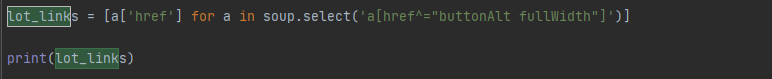 lot_links = [a['href'] for a in soup.select('a[href^="buttonAlt fullWidth"]')]
print(lot_links)